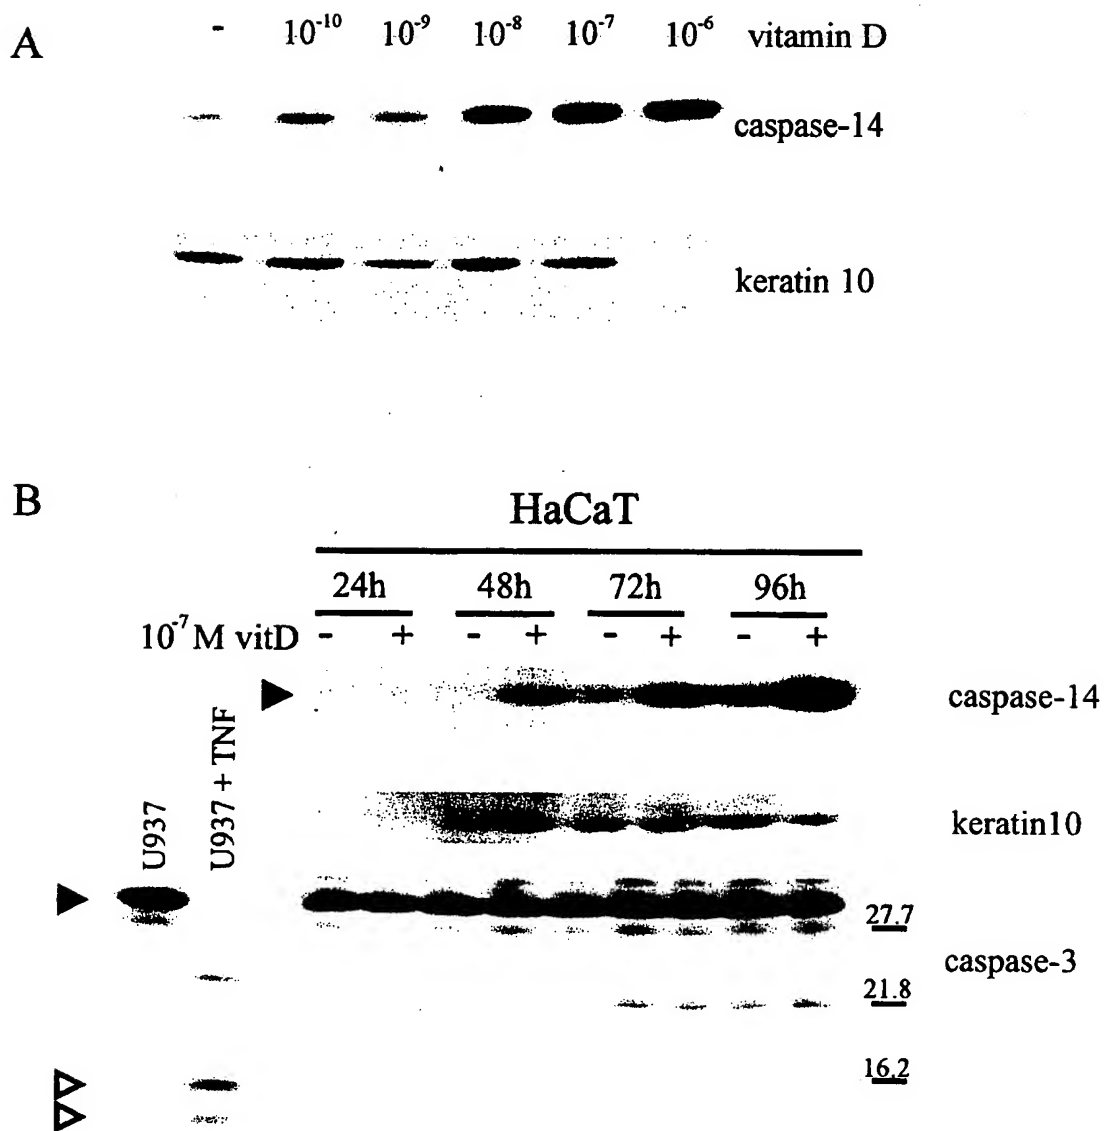 A
- 10⁻¹⁰ 10⁻⁹ 10⁻⁸ 10⁻⁷ 10⁻⁶ vitamin D
caspase-14
keratin 10
B
HaCaT
24h 48h 72h 96h
10⁻⁷ M vitD - + - + - + - +
caspase-14
U937
U937 + TNF
keratin10
27.7
caspase-3
21.8
16.2